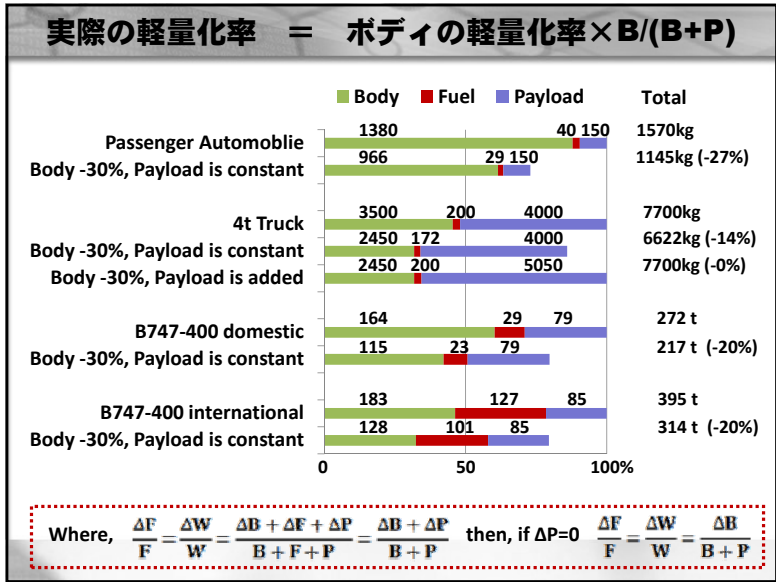 実際の軽量化率 = ボディの軽量化率×B/(B+P)
Body Fuel Payload Total
Passenger Automoblie 1380 40 150 1570kg
Body -30%, Payload is constant 966 29 150 1145kg (-27%)
4t Truck 3500 200 4000 7700kg
Body -30%, Payload is constant 2450 172 4000 6622kg (-14%)
Body -30%, Payload is added 2450 200 5050 7700kg (-0%)
B747-400 domestic 164 29 79 272 t
Body -30%, Payload is constant 115 23 79 217 t (-20%)
B747-400 international 183 127 85 395 t
Body -30%, Payload is constant 128 101 85 314 t (-20%)
0 50 100%
Where, ΔF/F = ΔW/W = (ΔB + ΔF + ΔP)/(B + F + P) = (ΔB + ΔP)/(B + P) then, if ΔP=0 ΔF/F = ΔW/W = ΔB/(B + P)